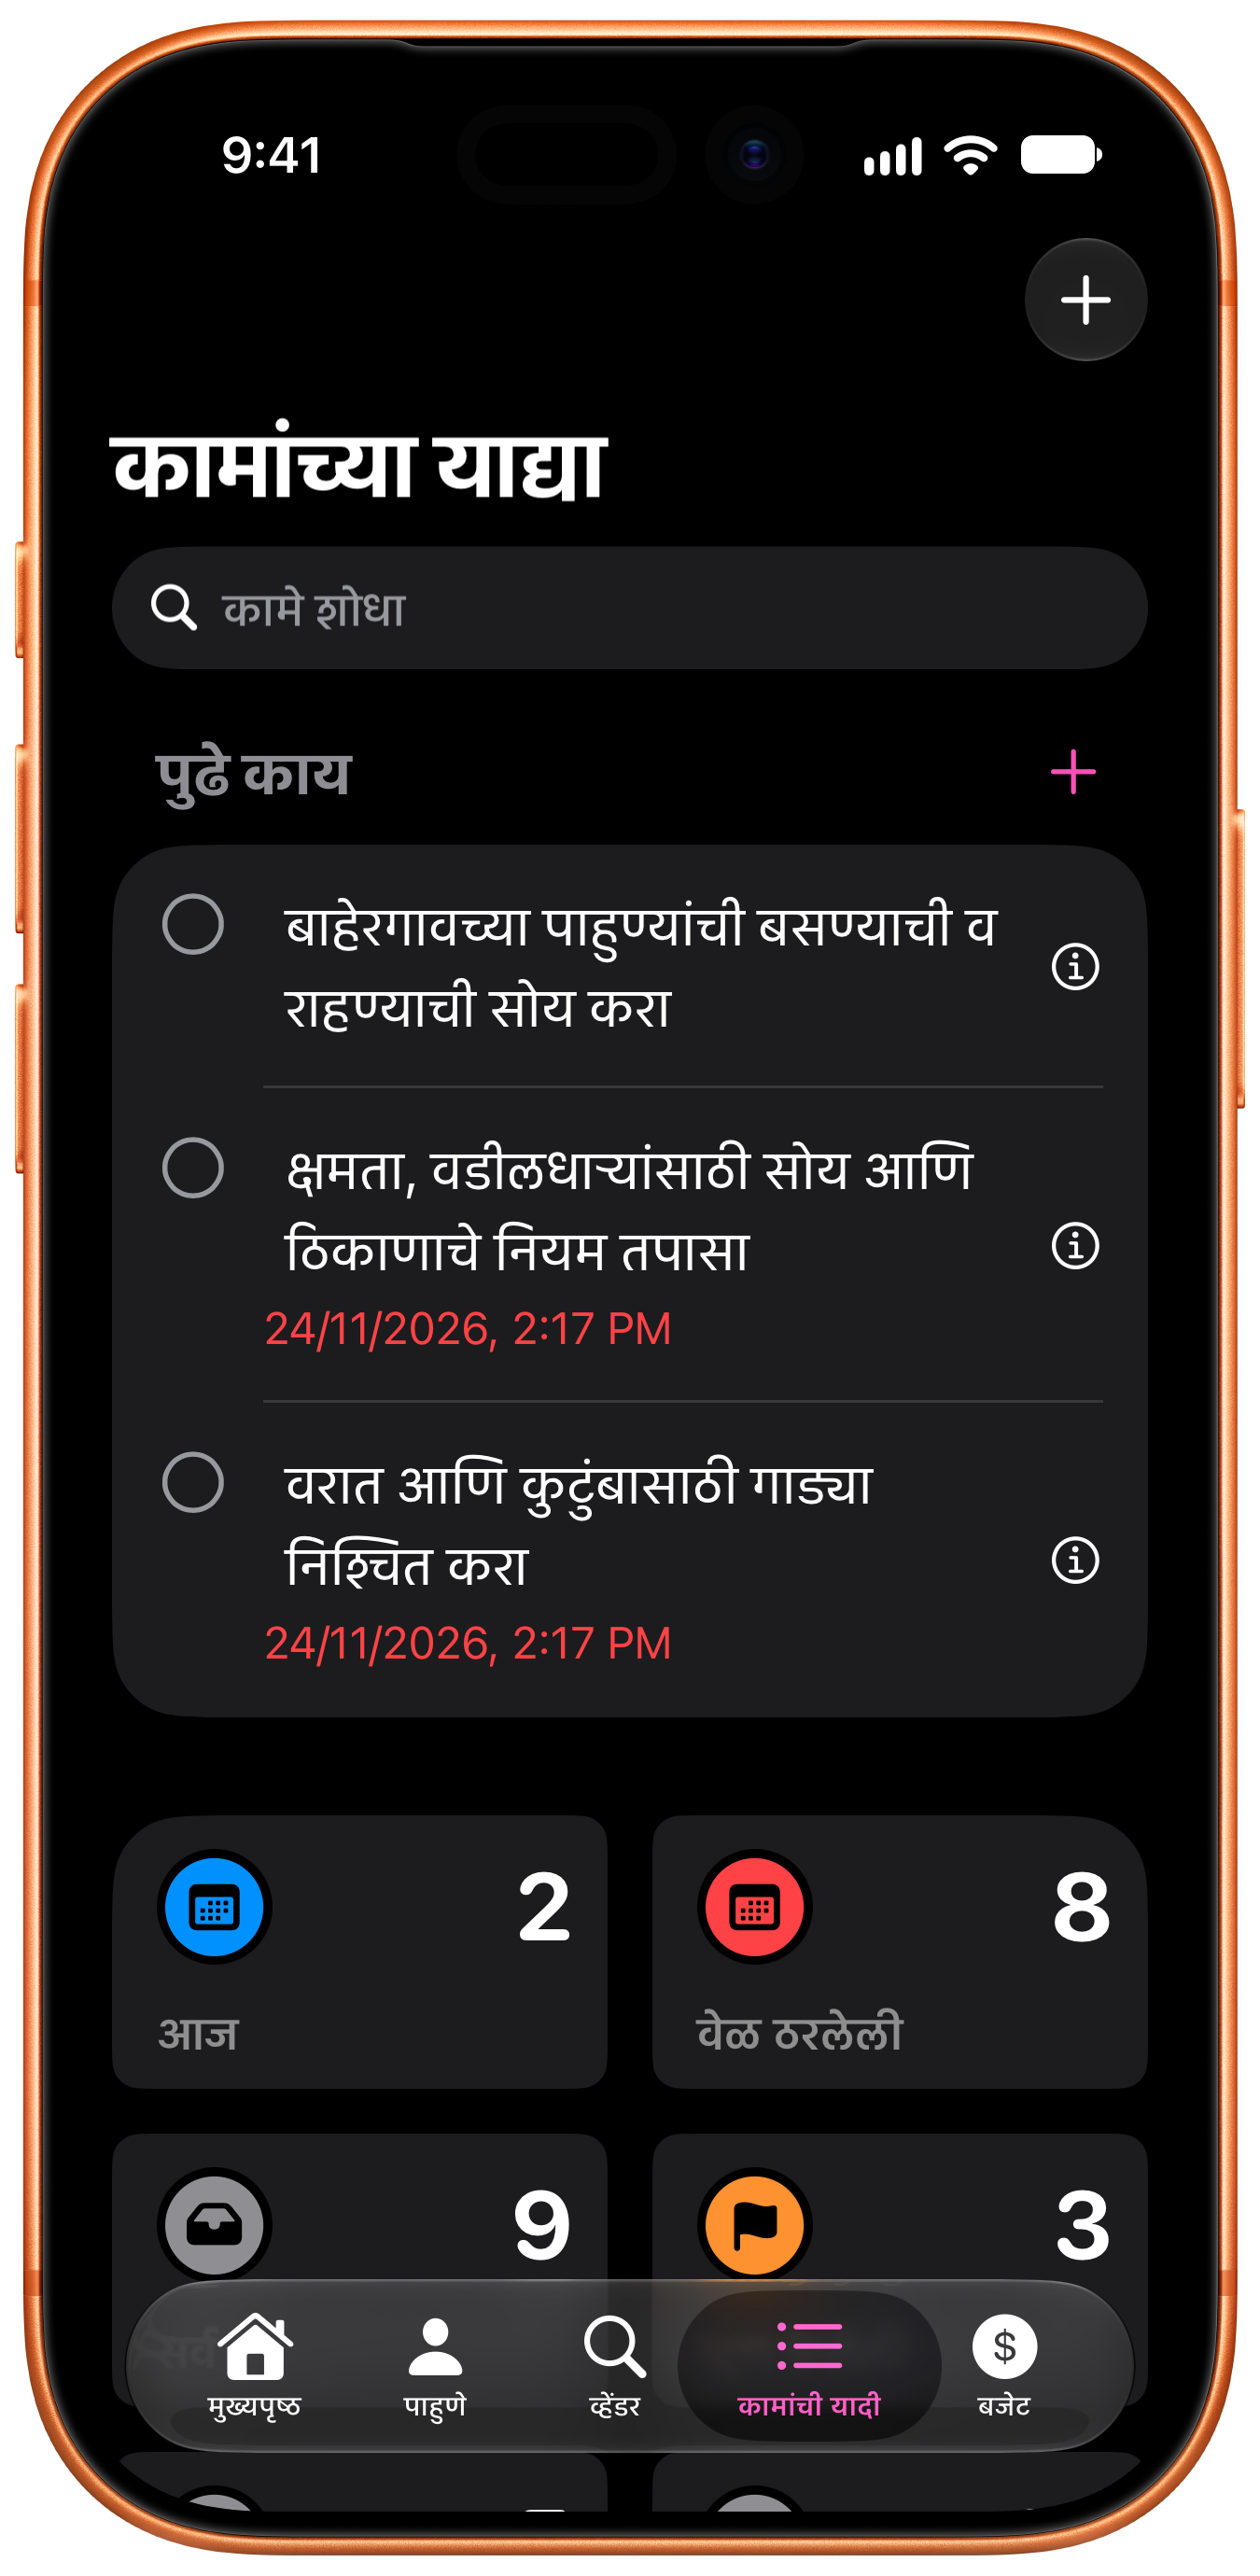 9:41
कामांच्या याद्या
कामे शोधा
पुढे काय
बाहेरगावच्या पाहुण्यांची बसण्याची व
राहण्याची सोय करा
क्षमता, वडीलधाऱ्यांसाठी सोय आणि
ठिकाणाचे नियम तपासा
24/11/2026, 2:17 PM
वरात आणि कुटुंबासाठी गाड्या
निश्चित करा
24/11/2026, 2:17 PM
2
8
आज
वेळ ठरलेली
9
3
सर्व
मुख्यपृष्ठ
पाहुणे
व्हेंडर
कामांची यादी
बजेट